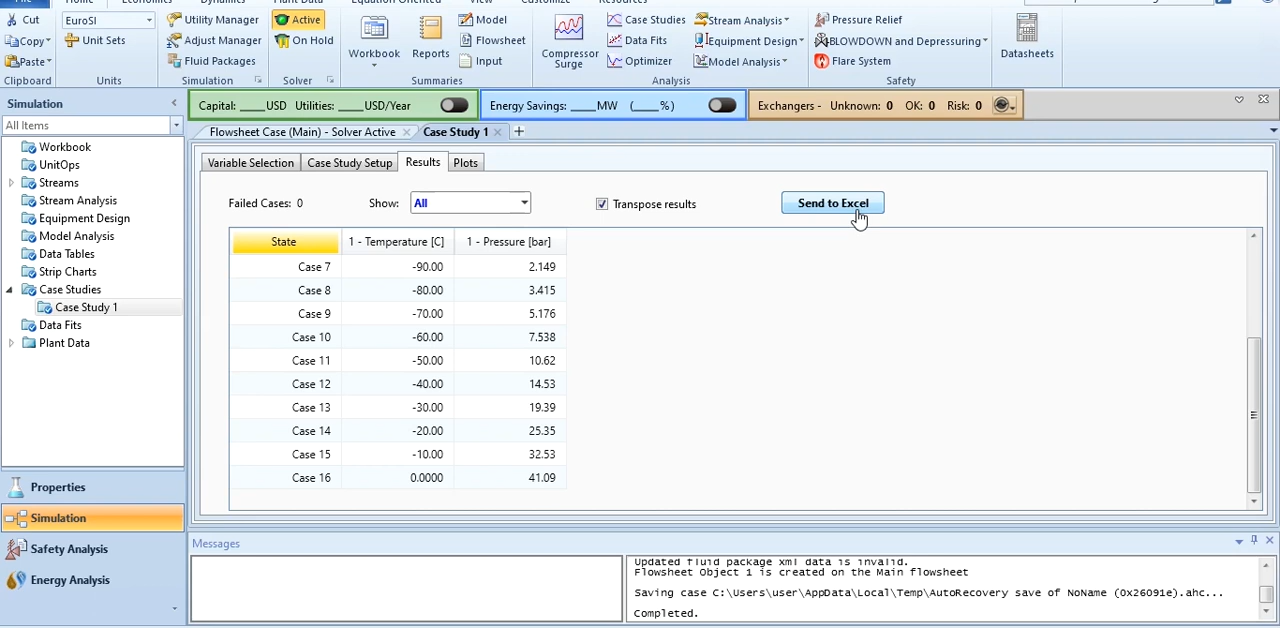 File Home Economics Dynamics Plant Data Equation Oriented View Customize Resources
Cut EuroSI Utility Manager Active Model Case Studies Stream Analysis Pressure Relief
Copy Unit Sets Adjust Manager On Hold Workbook Reports Flowsheet Compressor Surge Data Fits Equipment Design BLOWDOWN and Depressuring Datasheets
Paste Fluid Packages Input Optimizer Model Analysis Flare System
Clipboard Units Simulation Solver Summaries Analysis Safety
Simulation Capital: ____USD Utilities: ____USD/Year Energy Savings: ____MW (____%) Exchangers - Unknown: 0 OK: 0 Risk: 0
All Items Flowsheet Case (Main) - Solver Active Case Study 1
Workbook
UnitOps Variable Selection Case Study Setup Results Plots
Streams
Stream Analysis Failed Cases: 0 Show: All Transpose results Send to Excel
Equipment Design
Model Analysis State 1 - Temperature [C] 1 - Pressure [bar]
Data Tables Case 7 -90.00 2.149
Strip Charts Case 8 -80.00 3.415
Case Studies Case 9 -70.00 5.176
Case Study 1 Case 10 -60.00 7.538
Data Fits Case 11 -50.00 10.62
Plant Data Case 12 -40.00 14.53
Case 13 -30.00 19.39
Case 14 -20.00 25.35
Case 15 -10.00 32.53
Case 16 0.0000 41.09
Properties
Simulation
Safety Analysis
Energy Analysis
Messages
Updated fluid package xml data is invalid.
Flowsheet Object 1 is created on the Main flowsheet
Saving case C:\Users\user\AppData\Local\Temp\AutoRecovery save of NoName (0x26091e).ahc...
Completed.